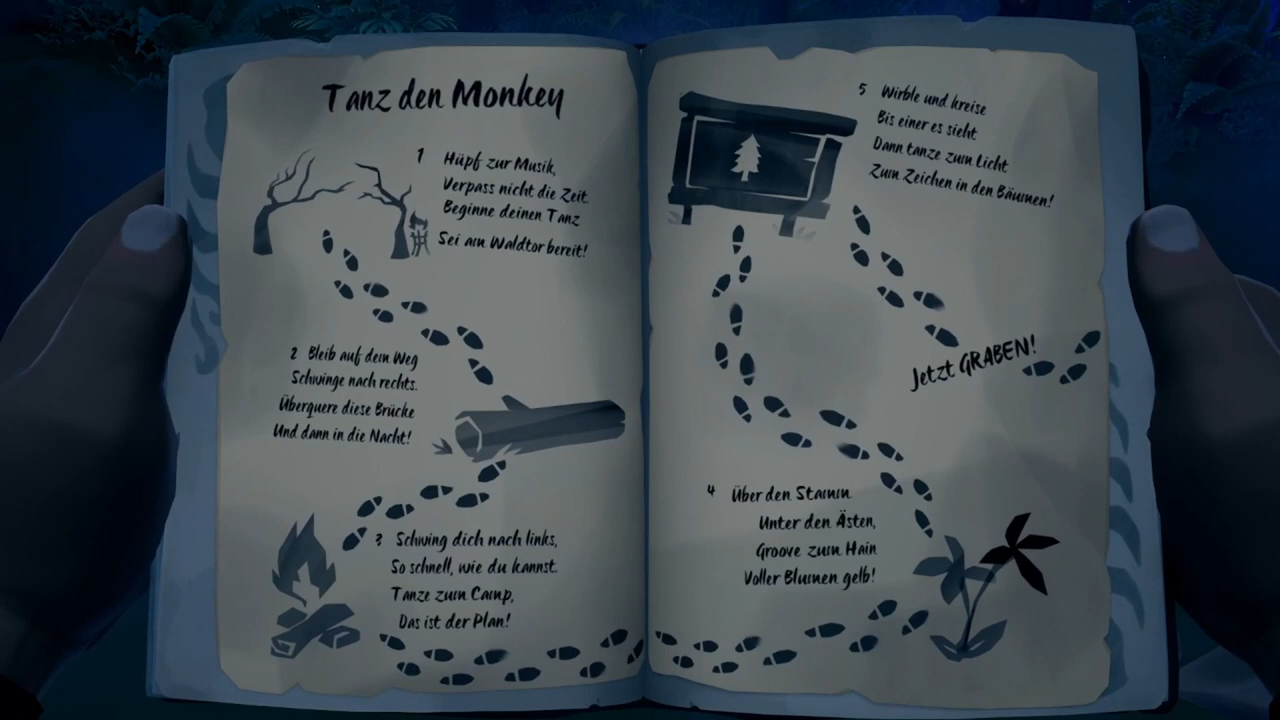 Tanz den Monkey
1 Hüpf zur Musik,
Verpass nicht die Zeit.
Beginne deinen Tanz
Sei am Waldtor bereit!
2 Bleib auf dem Weg
Schwinge nach rechts.
Überquere diese Brücke
Und dann in die Nacht!
3 Schwing dich nach links,
So schnell, wie du kannst.
Tanze zum Camp,
Das ist der Plan!
4 Über den Stamm
Unter den Ästen,
Groove zum Hain
Voller Blumen gelb!
5 Wirble und kreise
Bis einer es sieht
Dann tanze zum Licht
Zum Zeichen in den Bäumen!
Jetzt GRABEN!